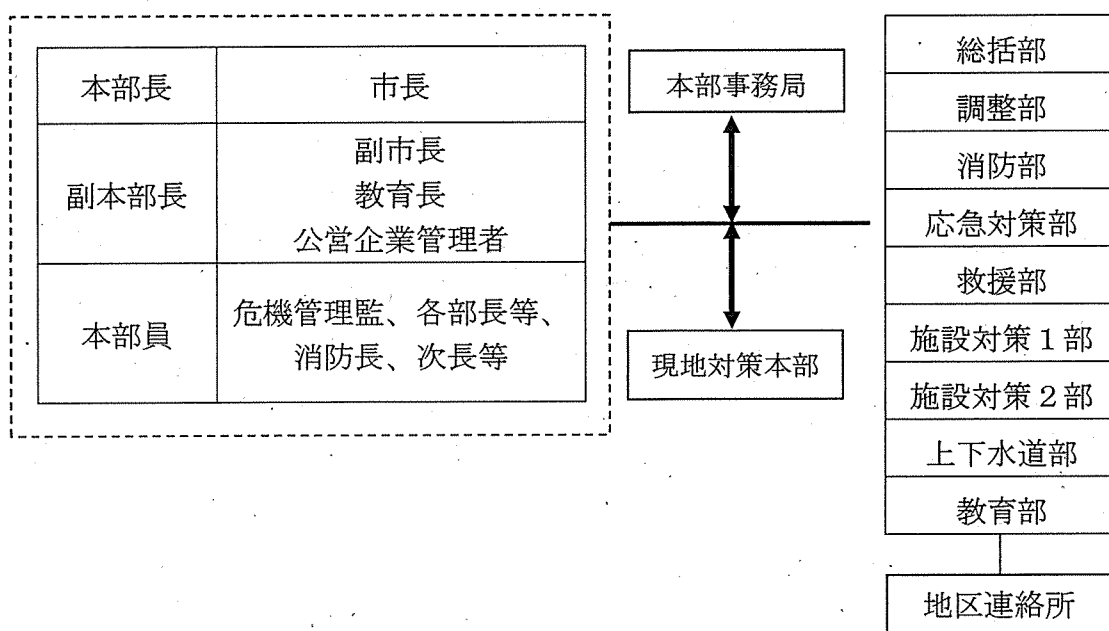 本部長
市長
副本部長
副市長
教育長
公営企業管理者
本部員
危機管理監、各部長等、
消防長、次長等
本部事務局
現地対策本部
総括部
調整部
消防部
応急対策部
救援部
施設対策1部
施設対策2部
上下水道部
教育部
地区連絡所